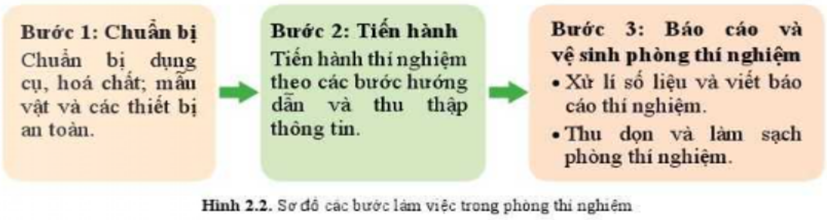 Bước 1: Chuẩn bị
Chuẩn bị dụng
cụ, hoá chất; mẫu
vật và các thiết bị
an toàn.
Bước 2: Tiến hành
Tiến hành thí nghiệm
theo các bước hướng
dẫn và thu thập
thông tin.
Bước 3: Báo cáo và
vệ sinh phòng thí nghiệm
• Xử lí số liệu và viết báo
cáo thí nghiệm.
• Thu dọn và làm sạch
phòng thí nghiệm.
Hình 2.2. Sơ đồ các bước làm việc trong phòng thí nghiêm